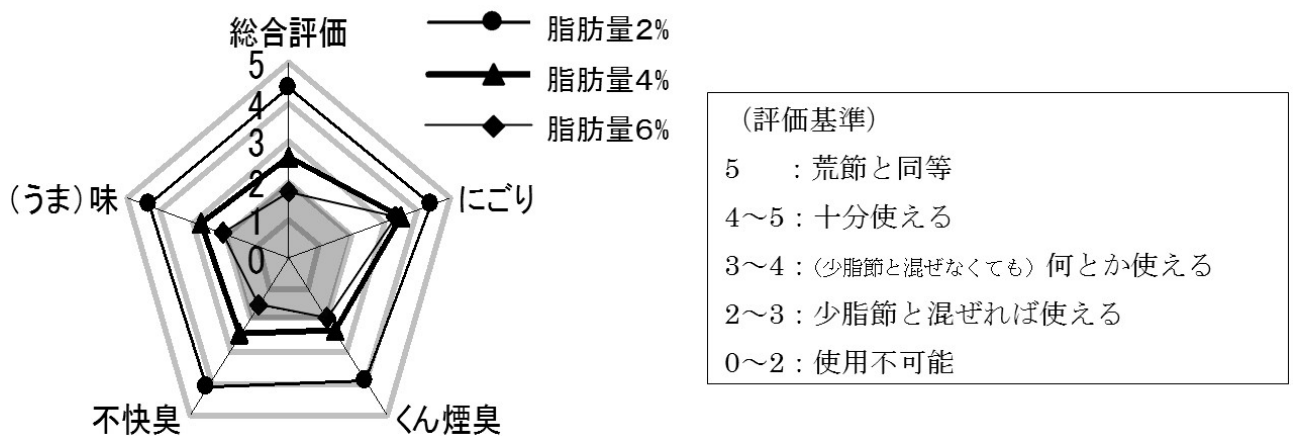 総合評価
5
4
3
2
1
0
にごり
くん煙臭
不快臭
(うま)味
脂肪量2%
脂肪量4%
脂肪量6%
(評価基準)
5 :荒節と同等
4~5:十分使える
3~4:(少脂節と混ぜなくても)何とか使える
2~3:少脂節と混ぜれば使える
0~2:使用不可能